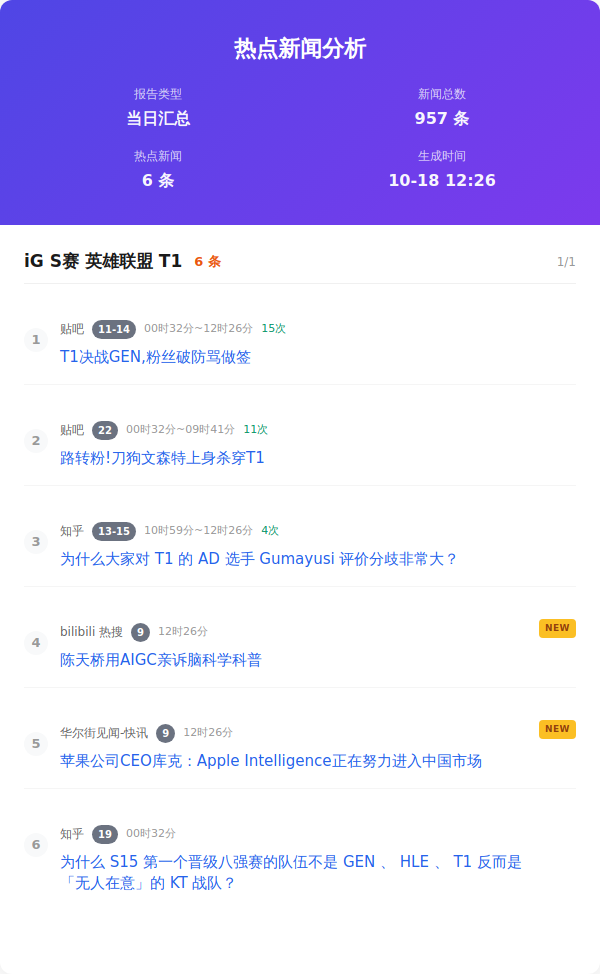 热点新闻分析
报告类型
新闻总数
当日汇总
957 条
热点新闻
生成时间
6 条
10-18 12:26
iG S赛 英雄联盟 T1 6 条 1/1
1
贴吧 11-14 00时32分~12时26分 15次
T1决战GEN,粉丝破防骂做签
2
贴吧 22 00时32分~09时41分 11次
路转粉!刀狗文森特上身杀穿T1
3
知乎 13-15 10时59分~12时26分 4次
为什么大家对 T1 的 AD 选手 Gumayusi 评价分歧非常大？
4
bilibili 热搜 9 12时26分 NEW
陈天桥用AIGC亲诉脑科学科普
5
华尔街见闻-快讯 9 12时26分 NEW
苹果公司CEO库克：Apple Intelligence正在努力进入中国市场
6
知乎 19 00时32分
为什么 S15 第一个晋级八强赛的队伍不是 GEN 、 HLE 、 T1 反而是
「无人在意」的 KT 战队？